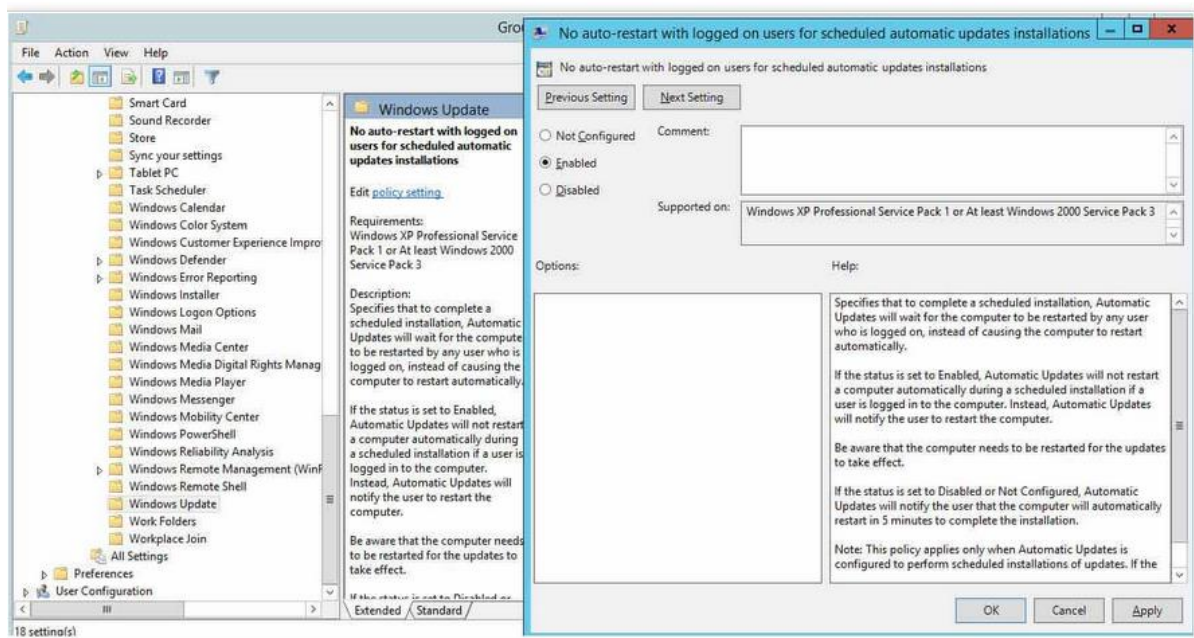 Gro
No auto-restart with logged on users for scheduled automatic updates installations
File Action View Help
Smart Card
Sound Recorder
Store
Sync your settings
Tablet PC
Task Scheduler
Windows Calendar
Windows Color System
Windows Customer Experience Impro
Windows Defender
Windows Error Reporting
Windows Installer
Windows Logon Options
Windows Mail
Windows Media Center
Windows Media Digital Rights Manag
Windows Media Player
Windows Messenger
Windows Mobility Center
Windows PowerShell
Windows Reliability Analysis
Windows Remote Management (WinR
Windows Remote Shell
Windows Update
Work Folders
Workplace Join
All Settings
Preferences
User Configuration
18 setting(s)
Windows Update
No auto-restart with logged on
users for scheduled automatic
updates installations
Edit policy setting
Requirements:
Windows XP Professional Service
Pack 1 or At least Windows 2000
Service Pack 3
Description:
Specifies that to complete a
scheduled installation, Automatic
Updates will wait for the compute
to be restarted by any user who is
logged on, instead of causing the
computer to restart automatically.
If the status is set to Enabled,
Automatic Updates will not restart
a computer automatically during
a scheduled installation if a user is
logged in to the computer.
Instead, Automatic Updates will
notify the user to restart the
computer.
Be aware that the computer needs
to be restarted for the updates to
take effect.
If the status is set to Disabled or
Extended Standard
No auto-restart with logged on users for scheduled automatic updates installations
Previous Setting Next Setting
Not Configured
Enabled
Disabled
Comment:
Supported on:
Windows XP Professional Service Pack 1 or At least Windows 2000 Service Pack 3
Options:
Help:
Specifies that to complete a scheduled installation, Automatic
Updates will wait for the computer to be restarted by any user
who is logged on, instead of causing the computer to restart
automatically.
If the status is set to Enabled, Automatic Updates will not restart
a computer automatically during a scheduled installation if a
user is logged in to the computer. Instead, Automatic Updates
will notify the user to restart the computer.
Be aware that the computer needs to be restarted for the updates
to take effect.
If the status is set to Disabled or Not Configured, Automatic
Updates will notify the user that the computer will automatically
restart in 5 minutes to complete the installation.
Note: This policy applies only when Automatic Updates is
configured to perform scheduled installations of updates. If the
OK Cancel Apply